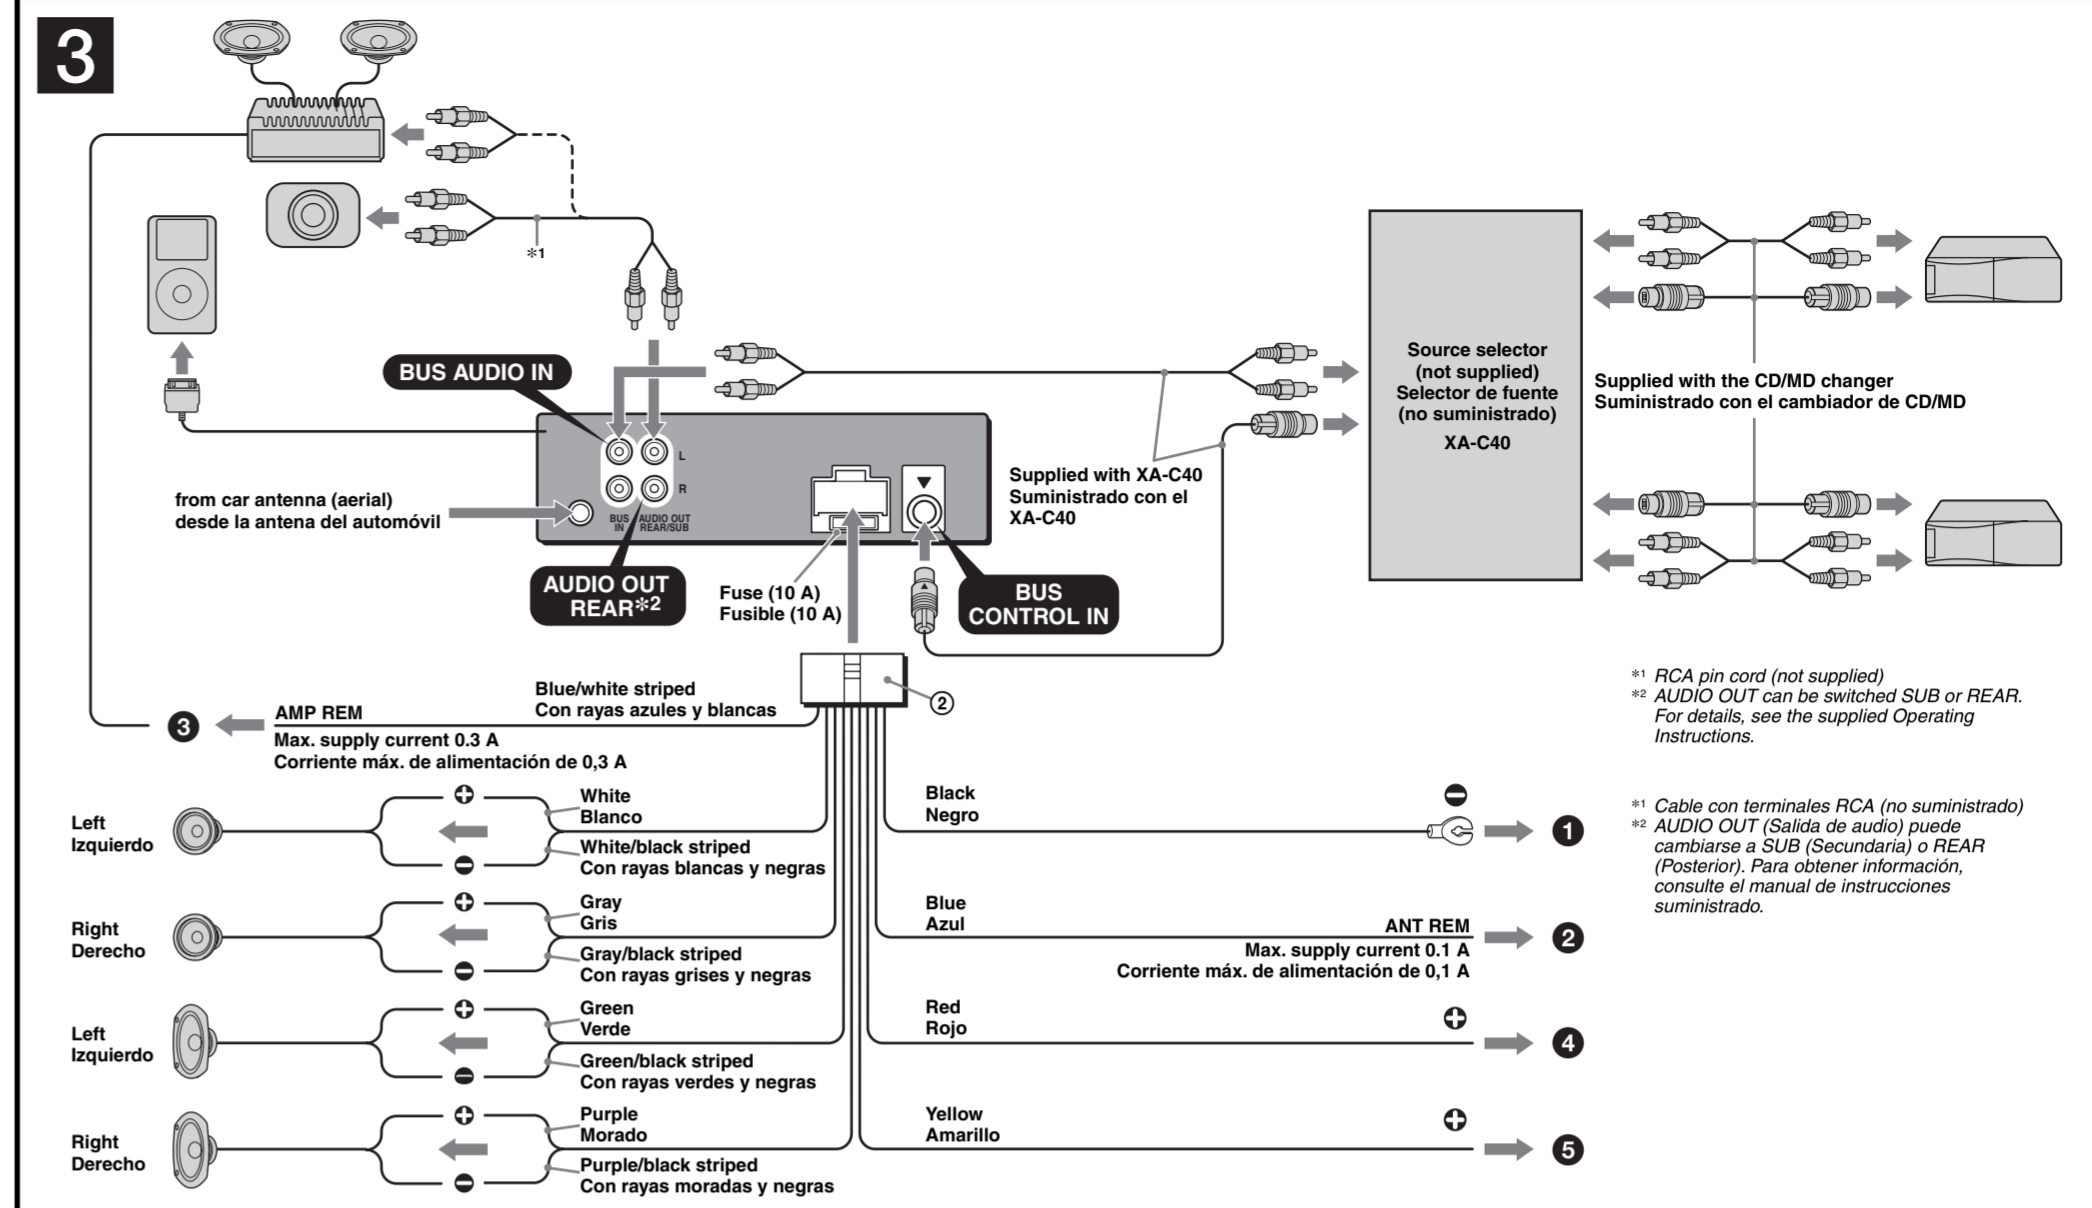 3
*1
BUS AUDIO IN
L
R
BUS IN
AUDIO OUT REAR/SUB
from car antenna (aerial)
desde la antena del automóvil
AUDIO OUT
REAR*2
Fuse (10 A)
Fusible (10 A)
BUS
CONTROL IN
Supplied with XA-C40
Suministrado con el
XA-C40
Source selector
(not supplied)
Selector de fuente
(no suministrado)
XA-C40
Supplied with the CD/MD changer
Suministrado con el cambiador de CD/MD
2
Blue/white striped
Con rayas azules y blancas
3
AMP REM
Max. supply current 0.3 A
Corriente máx. de alimentación de 0,3 A
Left
Izquierdo
White
Blanco
White/black striped
Con rayas blancas y negras
Right
Derecho
Gray
Gris
Gray/black striped
Con rayas grises y negras
Left
Izquierdo
Green
Verde
Green/black striped
Con rayas verdes y negras
Right
Derecho
Purple
Morado
Purple/black striped
Con rayas moradas y negras
Black
Negro
1
Blue
Azul
ANT REM
Max. supply current 0.1 A
Corriente máx. de alimentación de 0,1 A
2
Red
Rojo
4
Yellow
Amarillo
5
*1 RCA pin cord (not supplied)
*2 AUDIO OUT can be switched SUB or REAR.
For details, see the supplied Operating
Instructions.
*1 Cable con terminales RCA (no suministrado)
*2 AUDIO OUT (Salida de audio) puede
cambiarse a SUB (Secundaria) o REAR
(Posterior). Para obtener información,
consulte el manual de instrucciones
suministrado.